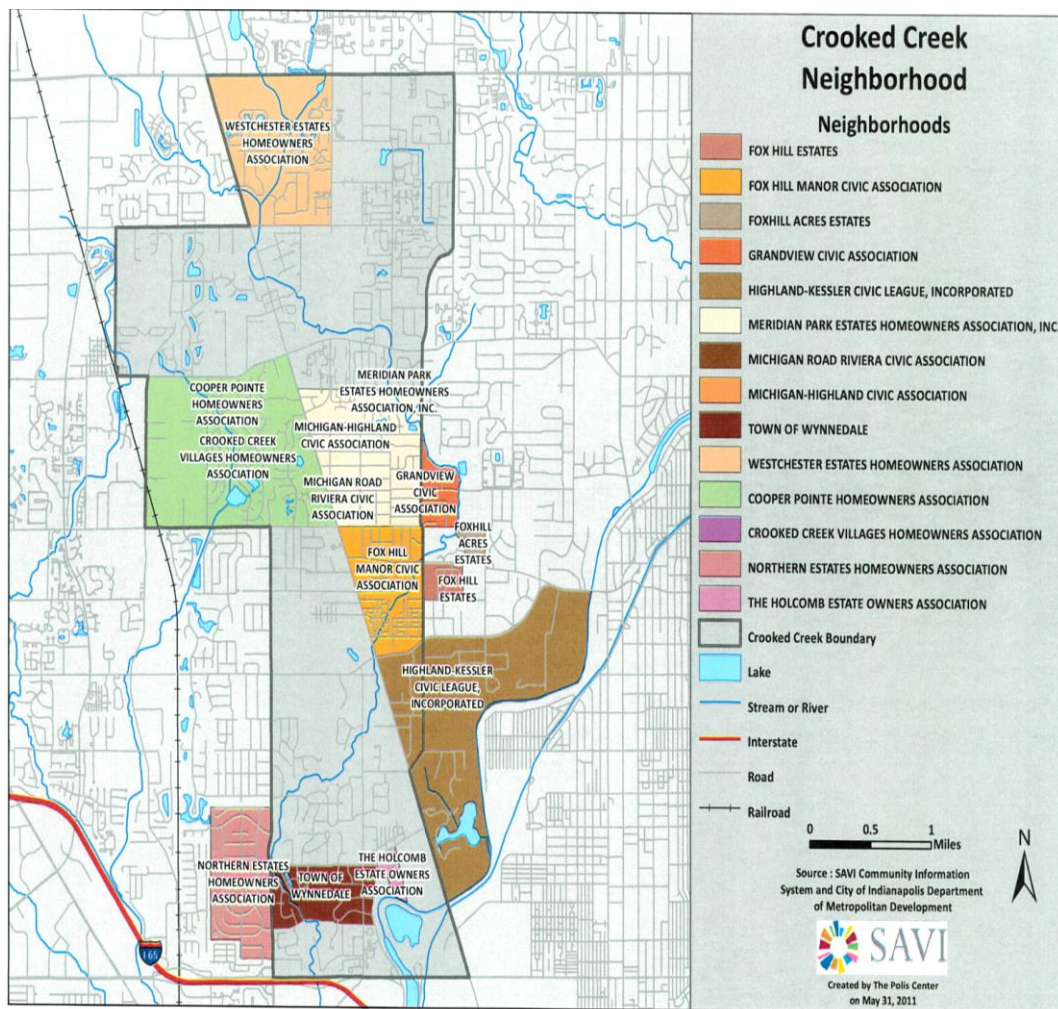 Crooked Creek
Neighborhood
Neighborhoods
FOX HILL ESTATES
FOX HILL MANOR CIVIC ASSOCIATION
FOXHILL ACRES ESTATES
GRANDVIEW CIVIC ASSOCIATION
HIGHLAND-KESSLER CIVIC LEAGUE, INCORPORATED
MERIDIAN PARK ESTATES HOMEOWNERS ASSOCIATION, INC.
MICHIGAN ROAD RIVIERA CIVIC ASSOCIATION
MICHIGAN-HIGHLAND CIVIC ASSOCIATION
TOWN OF WYNNEDALE
WESTCHESTER ESTATES HOMEOWNERS ASSOCIATION
COOPER POINTE HOMEOWNERS ASSOCIATION
CROOKED CREEK VILLAGES HOMEOWNERS ASSOCIATION
NORTHERN ESTATES HOMEOWNERS ASSOCIATION
THE HOLCOMB ESTATE OWNERS ASSOCIATION
Crooked Creek Boundary
Lake
Stream or River
Interstate
Road
Railroad
0 0.5 1
Miles
N
Source : SAVI Community Information
System and City of Indianapolis Department
of Metropolitan Development
SAVI
Created by The Polis Center
on May 31, 2011
WESTCHESTER ESTATES
HOMEOWNERS
ASSOCIATION
MERIDIAN PARK
ESTATES HOMEOWNERS
ASSOCIATION, INC.
COOPER POINTE
HOMEOWNERS
ASSOCIATION
MICHIGAN-HIGHLAND
CIVIC ASSOCIATION
CROOKED CREEK
VILLAGES HOMEOWNERS
ASSOCIATION
MICHIGAN ROAD
RIVIERA CIVIC
ASSOCIATION
GRANDVIEW
CIVIC
ASSOCIATION
FOXHILL
ACRES
ESTATES
FOX HILL
MANOR CIVIC
ASSOCIATION
FOX HILL
ESTATES
HIGHLAND-KESSLER
CIVIC LEAGUE,
INCORPORATED
NORTHERN ESTATES
HOMEOWNERS
ASSOCIATION
TOWN OF
WYNNEDALE
THE HOLCOMB
ESTATE OWNERS
ASSOCIATION
I 65